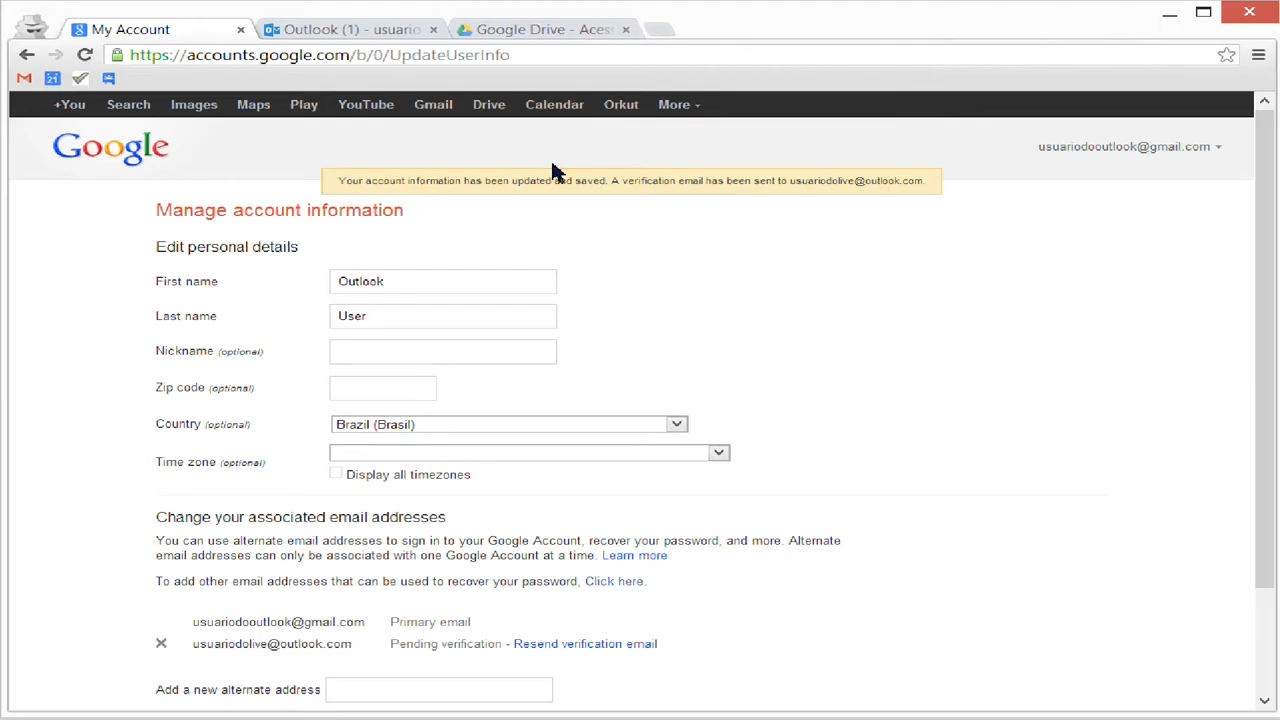 My Account
Outlook (1) - usuario
Google Drive - Acess
https://accounts.google.com/b/0/UpdateUserInfo
21
+You Search Images Maps Play YouTube Gmail Drive Calendar Orkut More
Google
usuariodooutlook@gmail.com
Your account information has been updated and saved. A verification email has been sent to usuariodolive@outlook.com.
Manage account information
Edit personal details
First name Outlook
Last name User
Nickname (optional)
Zip code (optional)
Country (optional) Brazil (Brasil)
Time zone (optional)
Display all timezones
Change your associated email addresses
You can use alternate email addresses to sign in to your Google Account, recover your password, and more. Alternate
email addresses can only be associated with one Google Account at a time. Learn more
To add other email addresses that can be used to recover your password, Click here.
usuariodooutlook@gmail.com Primary email
usuariodolive@outlook.com Pending verification - Resend verification email
Add a new alternate address